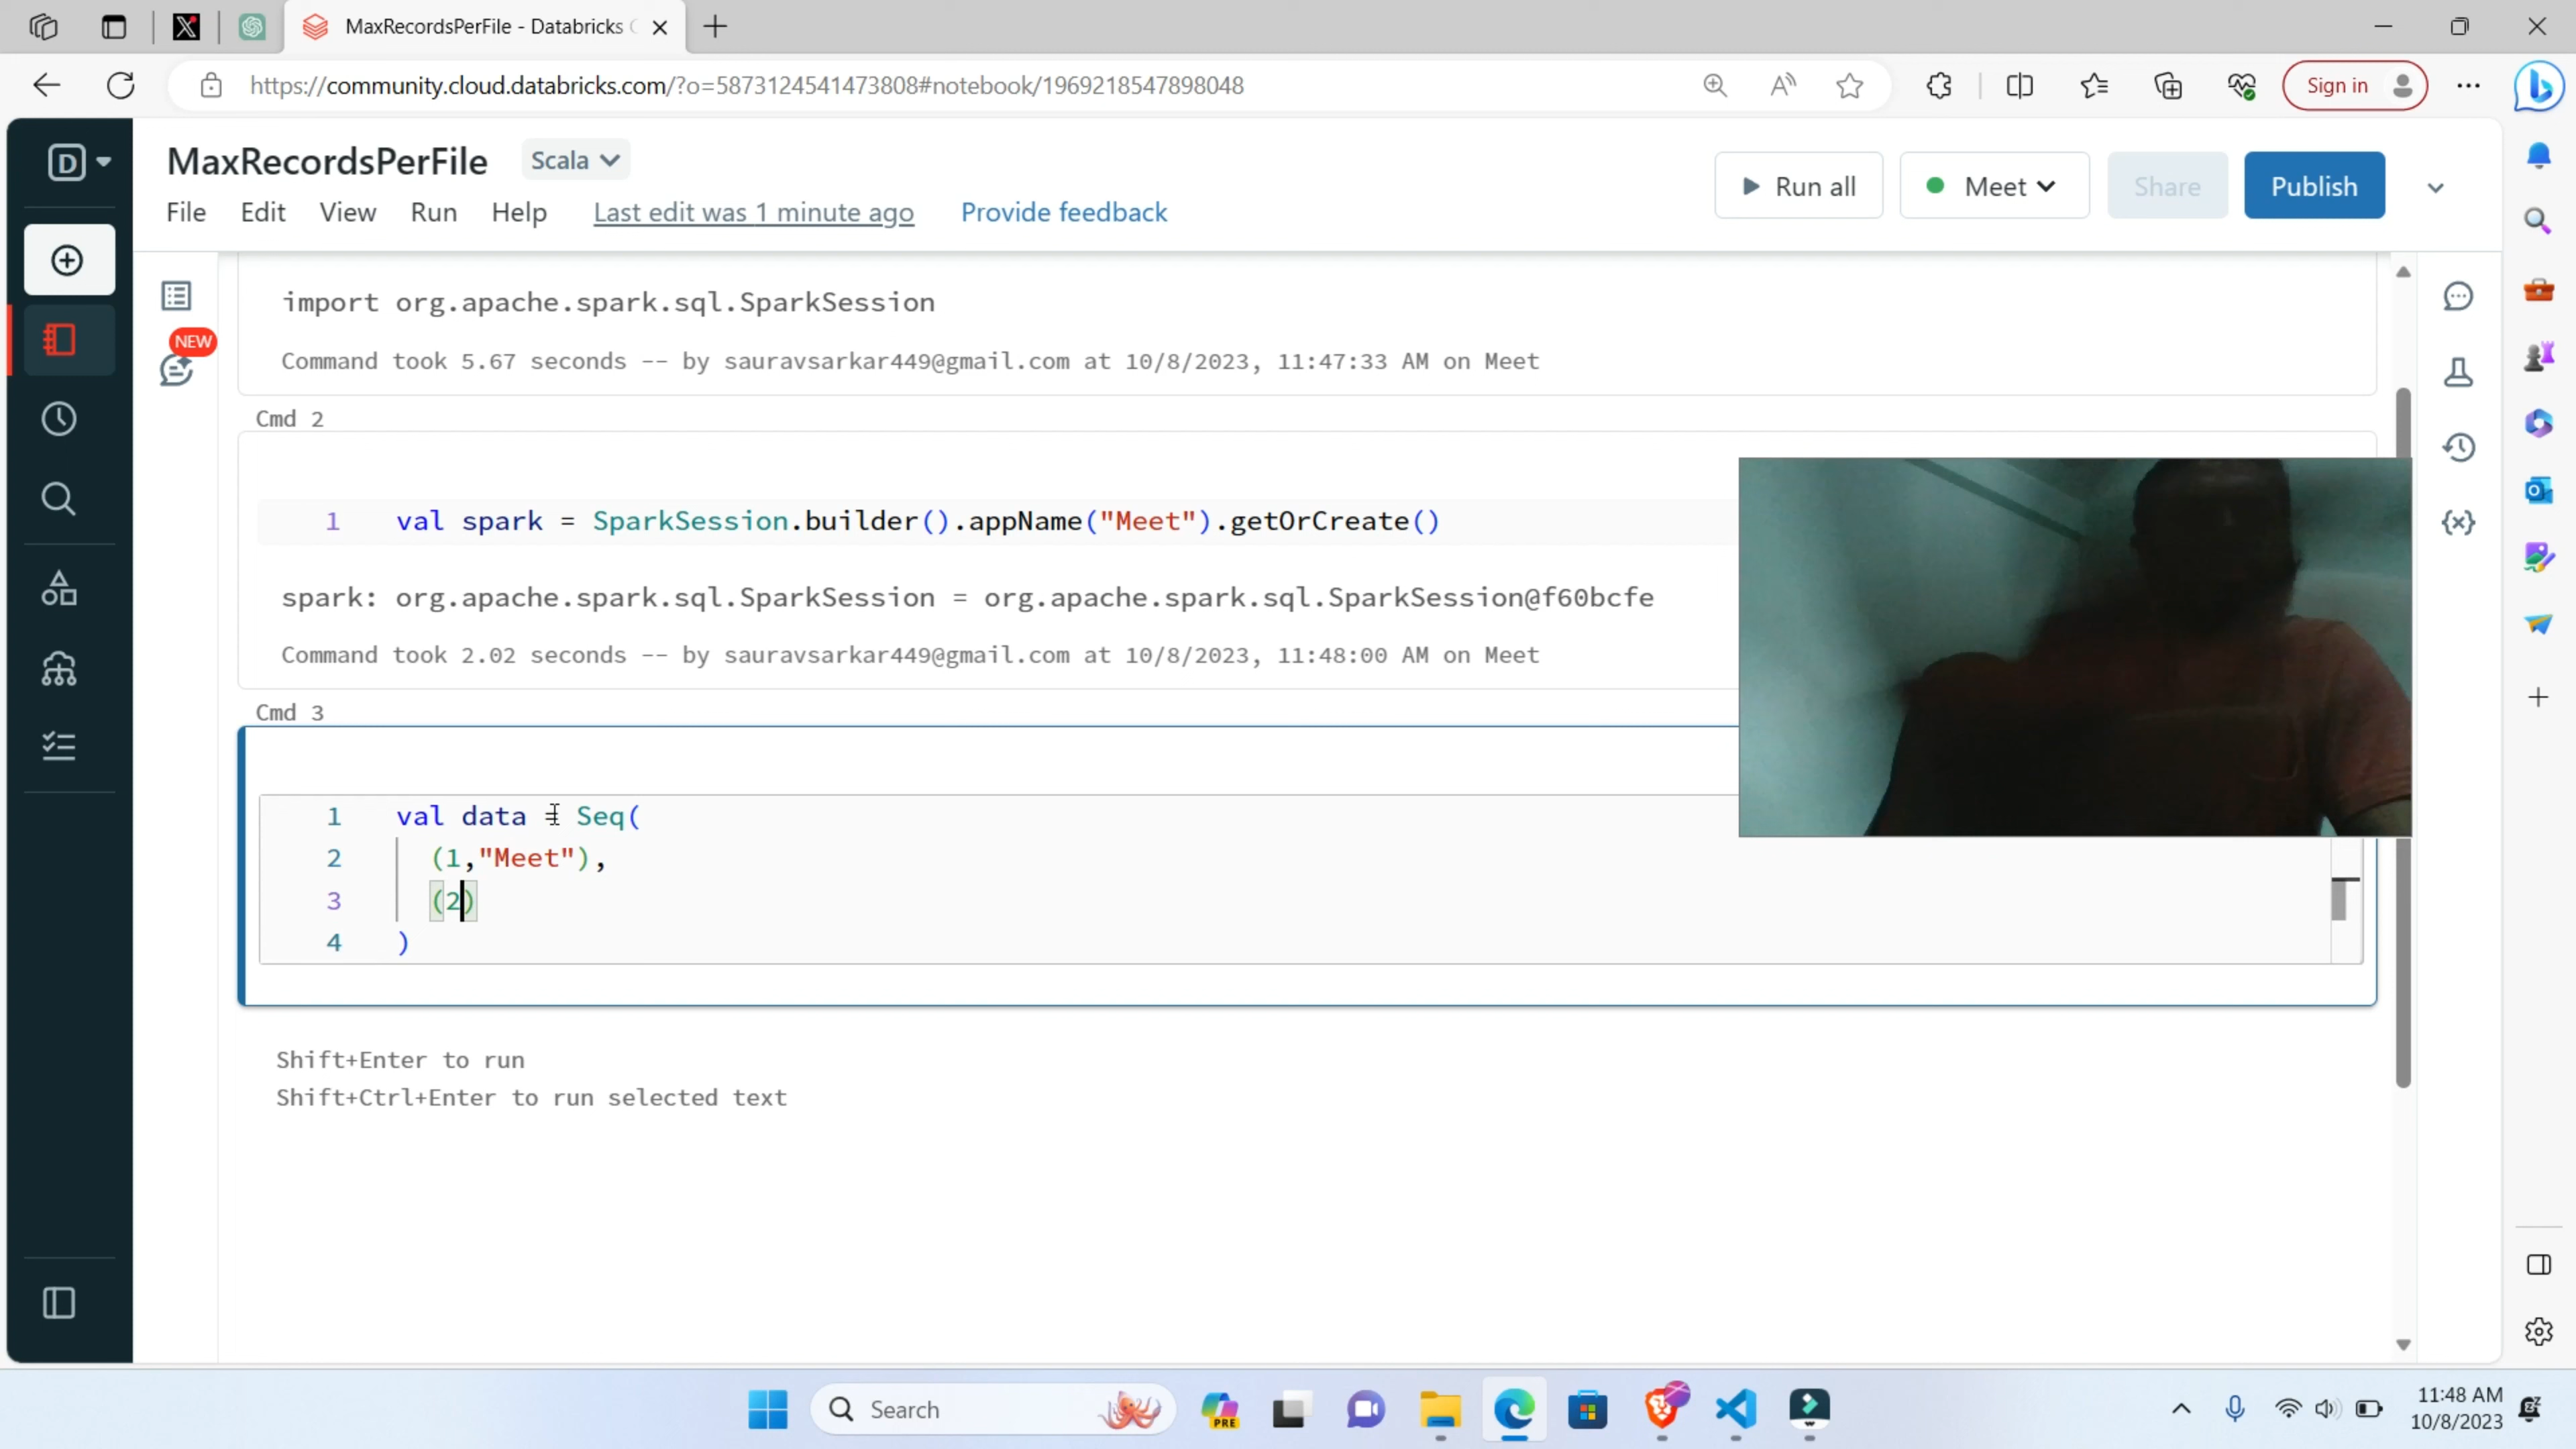 MaxRecordsPerFile - Databricks C
https://community.cloud.databricks.com/?o=5873124541473808#notebook/1969218547898048
Sign in
D
MaxRecordsPerFile
Scala
Run all
Meet
Share
Publish
File Edit View Run Help Last edit was 1 minute ago Provide feedback
NEW
import org.apache.spark.sql.SparkSession
Command took 5.67 seconds -- by sauravsarkar449@gmail.com at 10/8/2023, 11:47:33 AM on Meet
Cmd 2
1 val spark = SparkSession.builder().appName("Meet").getOrCreate()
spark: org.apache.spark.sql.SparkSession = org.apache.spark.sql.SparkSession@f60bcfe
Command took 2.02 seconds -- by sauravsarkar449@gmail.com at 10/8/2023, 11:48:00 AM on Meet
Cmd 3
1 val data = Seq(
2 (1,"Meet"),
3 (2)
4 )
Shift+Enter to run
Shift+Ctrl+Enter to run selected text
Search
PRE
11:48 AM
10/8/2023